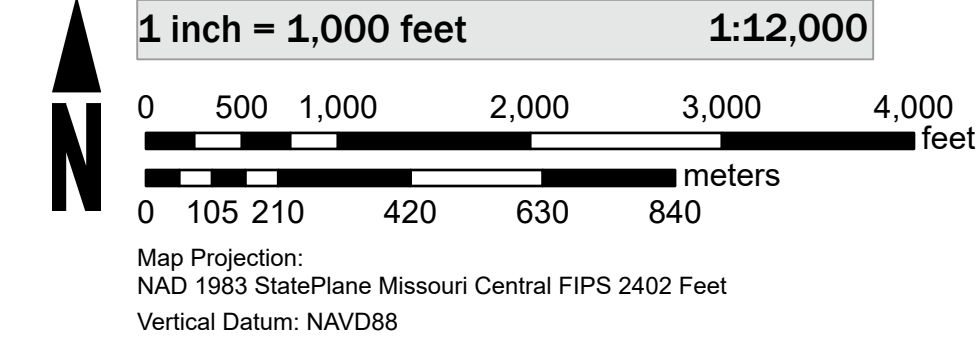 1 inch = 1,000 feet 1:12,000
0 500 1,000 2,000 3,000 4,000
feet
meters
0 105 210 420 630 840
N
Map Projection:
NAD 1983 StatePlane Missouri Central FIPS 2402 Feet
Vertical Datum: NAVD88